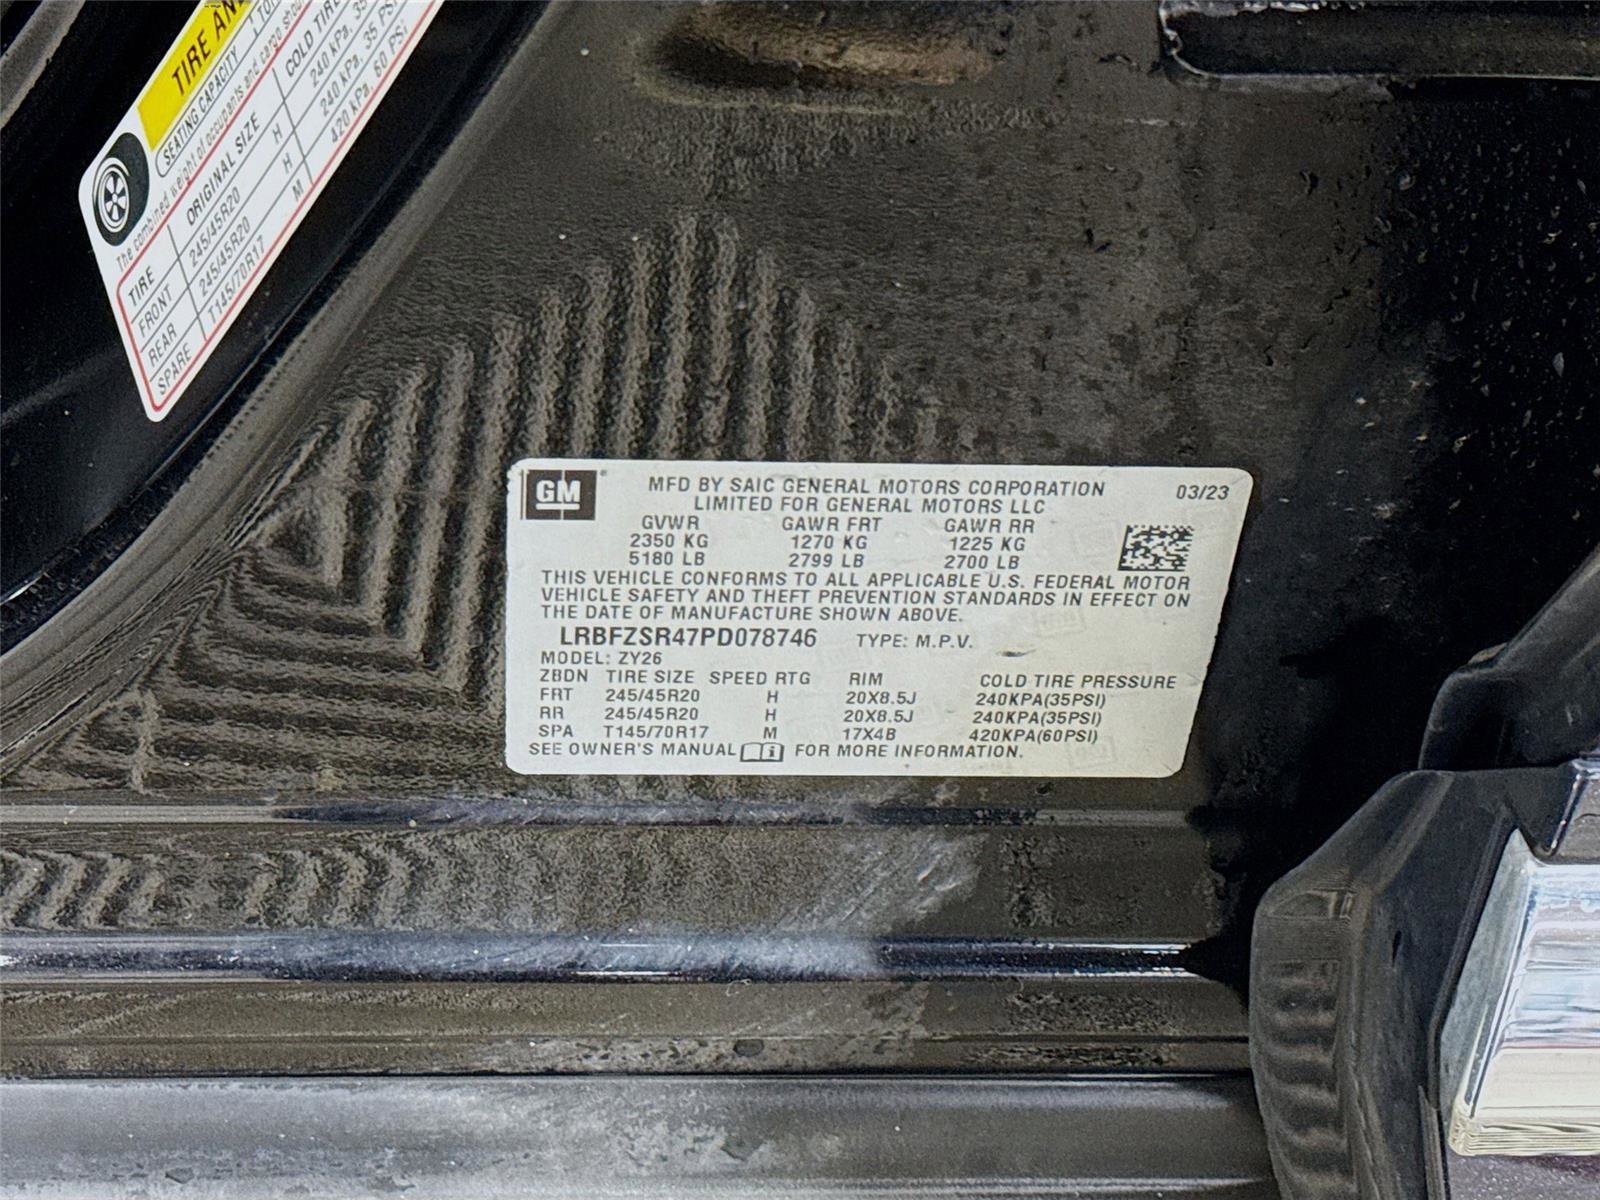 TIRE AN
SEATING CAPACITY
The combined weight of occupants and cargo shou
TIRE ORIGINAL SIZE COLD TIRE
FRONT 245/45R20 H 240 kPa, 35
REAR 245/45R20 H 240 kPa, 35 PSI
SPARE T145/70R17 M 420 kPa, 60 PSI
GM
MFD BY SAIC GENERAL MOTORS CORPORATION 03/23
LIMITED FOR GENERAL MOTORS LLC
GVWR GAWR FRT GAWR RR
2350 KG 1270 KG 1225 KG
5180 LB 2799 LB 2700 LB
THIS VEHICLE CONFORMS TO ALL APPLICABLE U.S. FEDERAL MOTOR
VEHICLE SAFETY AND THEFT PREVENTION STANDARDS IN EFFECT ON
THE DATE OF MANUFACTURE SHOWN ABOVE.
LRBFZSR47PD078746 TYPE: M.P.V.
MODEL: ZY26
ZBDN TIRE SIZE SPEED RTG RIM COLD TIRE PRESSURE
FRT 245/45R20 H 20X8.5J 240KPA(35PSI)
RR 245/45R20 H 20X8.5J 240KPA(35PSI)
SPA T145/70R17 M 17X4B 420KPA(60PSI)
SEE OWNER'S MANUAL i FOR MORE INFORMATION.